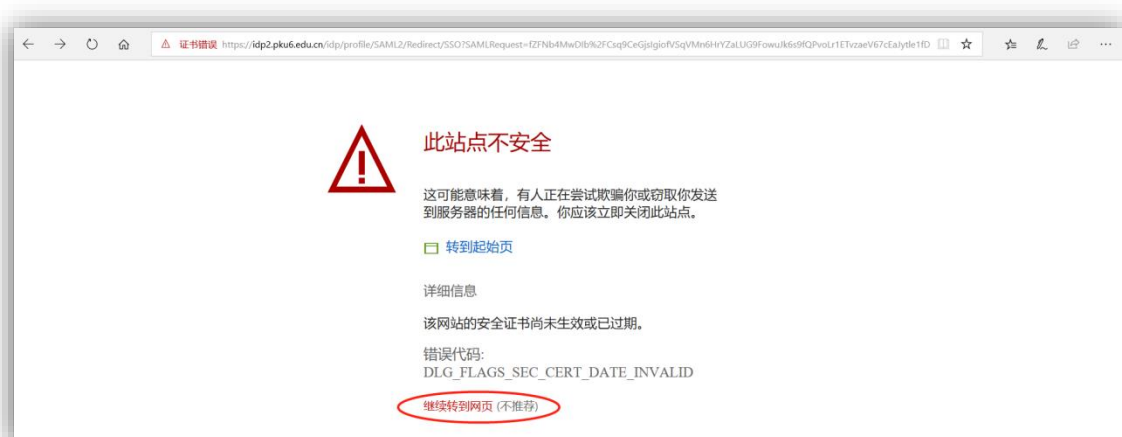 证书错误 https://idp2.pku6.edu.cn/idp/profile/SAML2/Redirect/SSO?SAMLRequest=fZFNb4MwDIb%2FCsq9CeGjsIgiofVSqVMn6HrYZaLUG9FowuJk6s9fQPvoLr1ETvzaeV67cEaJytle1fD
此站点不安全
这可能意味着，有人正在尝试欺骗你或窃取你发送
到服务器的任何信息。你应该立即关闭此站点。
转到起始页
详细信息
该网站的安全证书尚未生效或已过期。
错误代码:
DLG_FLAGS_SEC_CERT_DATE_INVALID
继续转到网页 (不推荐)